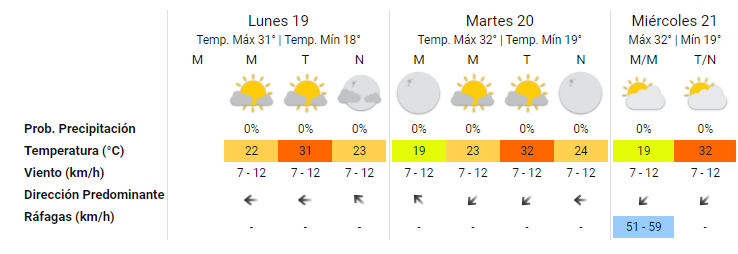 Lunes 19 Martes 20 Miércoles 21
Temp. Máx 31° | Temp. Mín 18° Temp. Máx 32° | Temp. Mín 19° Máx 32° | Mín 19°
M M T N M M T N M/M T/N
Prob. Precipitación 0% 0% 0% 0% 0% 0% 0% 0% 0%
Temperatura (°C) 22 31 23 19 23 32 24 19 32
Viento (km/h) 7 - 12 7 - 12 7 - 12 7 - 12 7 - 12 7 - 12 7 - 12 7 - 12 7 - 12
Dirección Predominante
Ráfagas (km/h) - - - - - - - 51 - 59 -